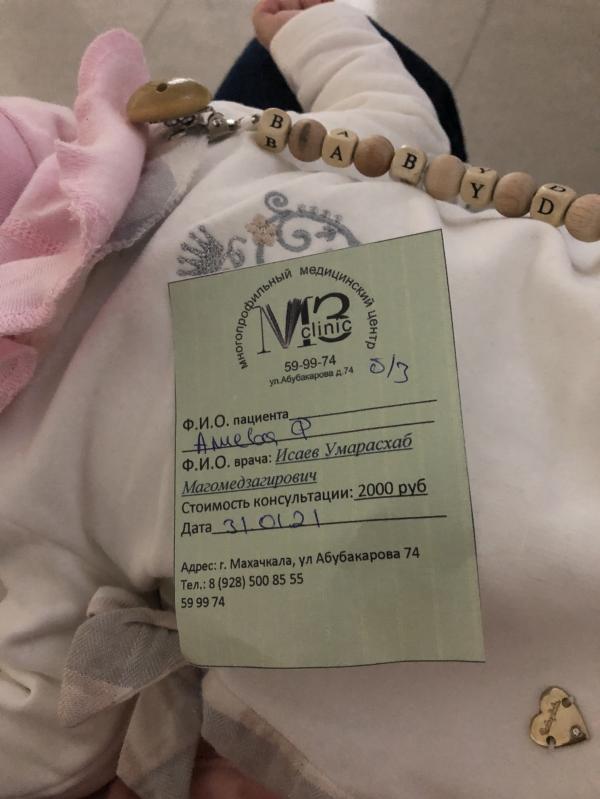 BABYD
многопрофильный медицинский центр
МВ clinic
59-99-74
ул.Абубакарова д.74
б/з
Ф.И.О. пациента
Алиева Ф
Ф.И.О. врача: Исаев Умарасхаб
Магомедзагирович
Стоимость консультации: 2000 руб
Дата 31.01.21
Адрес: г. Махачкала, ул Абубакарова 74
Тел.: 8 (928) 500 85 55
59 99 74